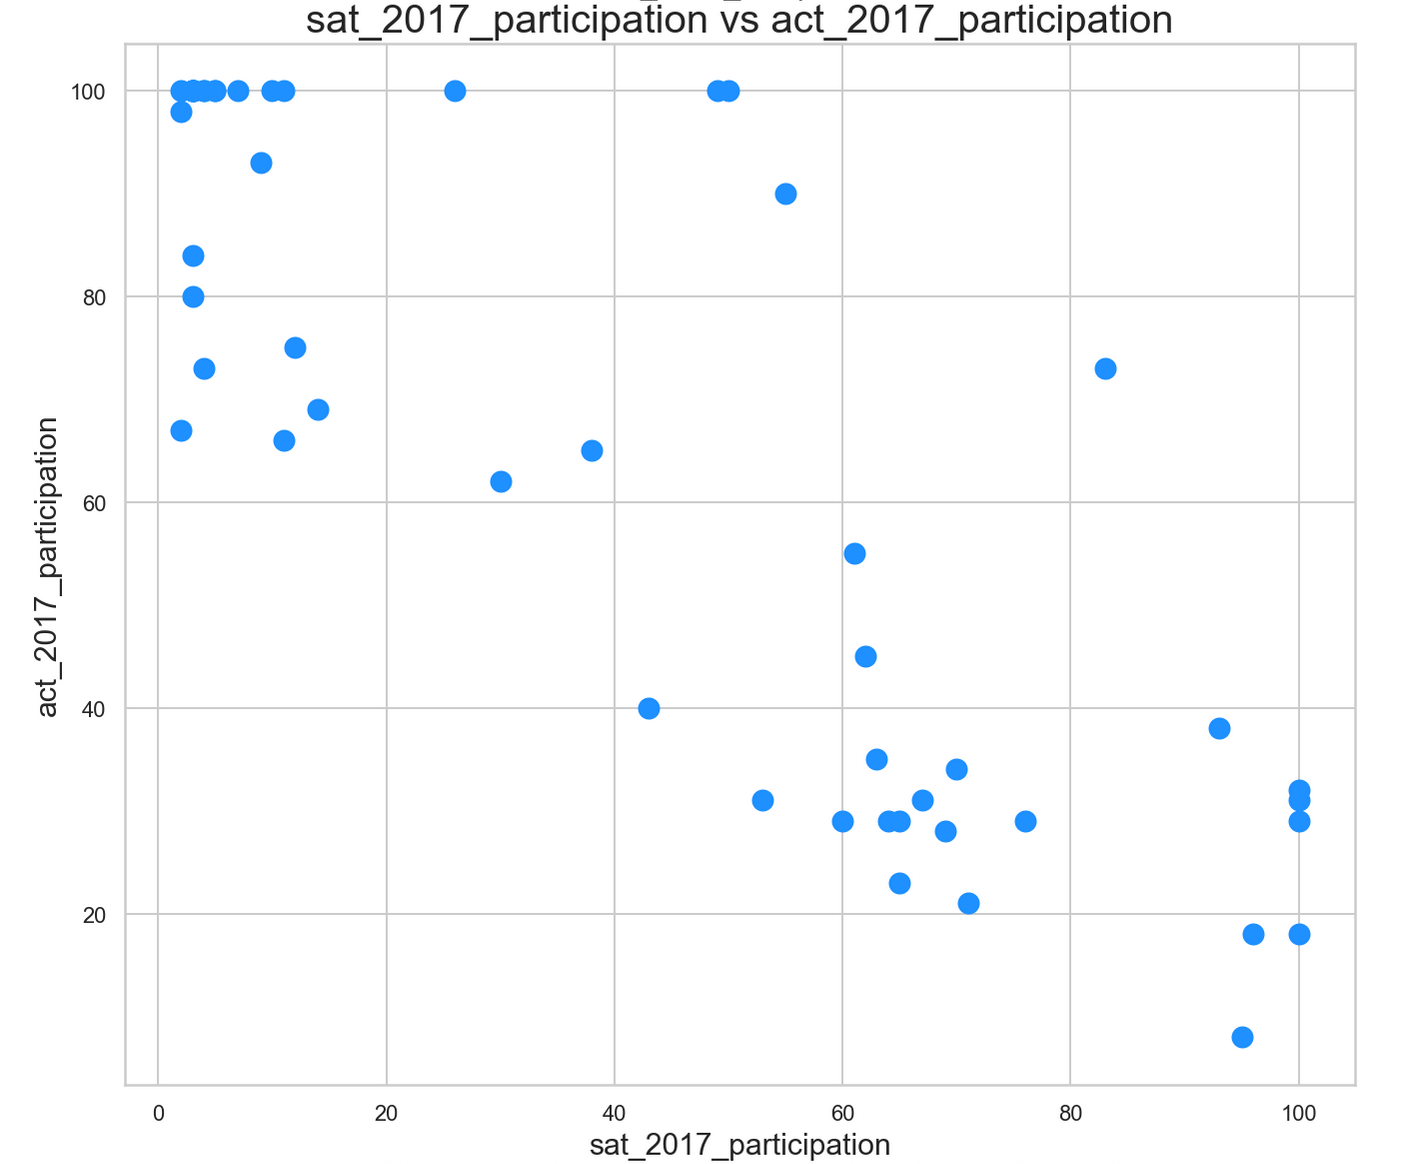 sat_2017_participation vs act_2017_participation
100
80
60
40
20
act_2017_participation
0 20 40 60 80 100
sat_2017_participation